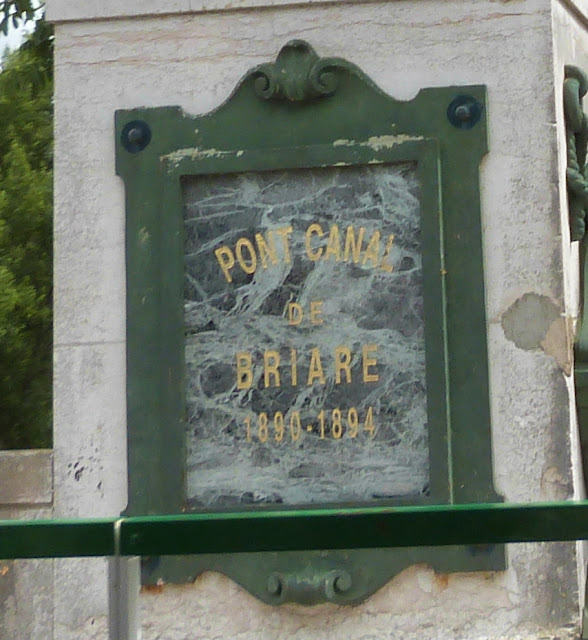 PONT CANAL
DE
BRIARE
1890-1894